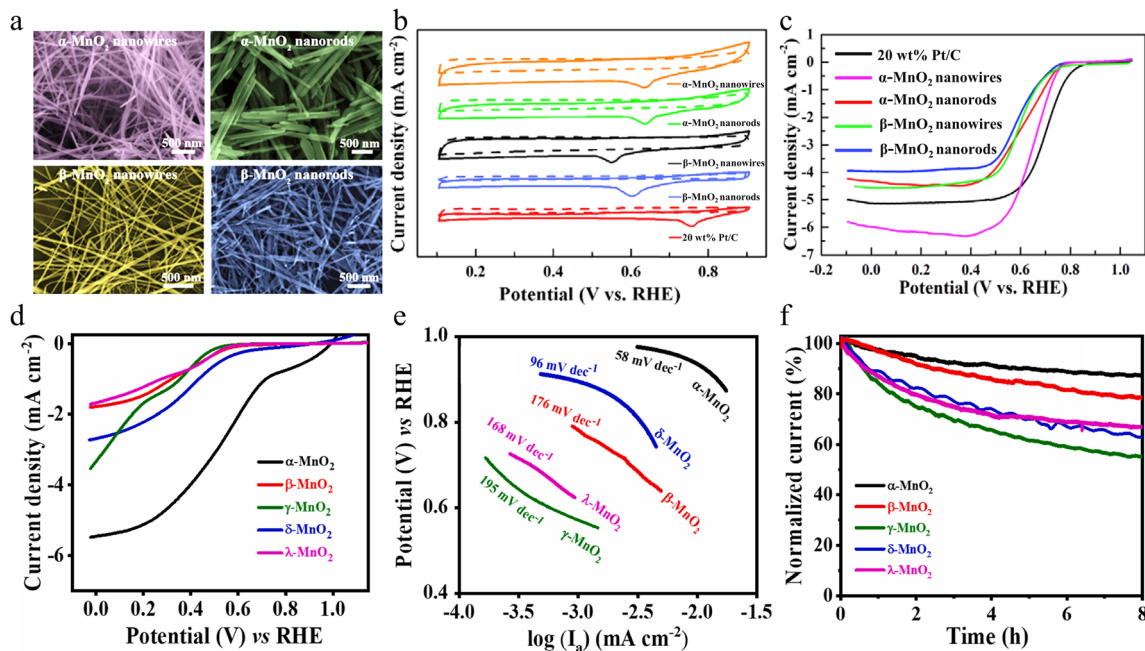 a
α-MnO₂ nanowires
α-MnO₂ nanorods
500 nm
500 nm
β-MnO₂ nanowires
β-MnO₂ nanorods
500 nm
500 nm
b
Current density (mA cm⁻²)
α-MnO₂ nanowires
α-MnO₂ nanorods
β-MnO₂ nanowires
β-MnO₂ nanorods
20 wt% Pt/C
0.2 0.4 0.6 0.8
Potential (V vs. RHE)
c
Current density (mA cm⁻²)
1
0
-1
-2
-3
-4
-5
-6
-7
20 wt% Pt/C
α-MnO₂ nanowires
α-MnO₂ nanorods
β-MnO₂ nanowires
β-MnO₂ nanorods
-0.2 0.0 0.2 0.4 0.6 0.8 1.0
Potential (V vs. RHE)
d
Current density (mA cm⁻²)
0
-2
-4
-6
α-MnO₂
β-MnO₂
γ-MnO₂
δ-MnO₂
λ-MnO₂
0.0 0.2 0.4 0.6 0.8 1.0
Potential (V) vs RHE
e
Potential (V) vs RHE
1.0
0.8
0.6
0.4
58 mV dec⁻¹
α-MnO₂
96 mV dec⁻¹
δ-MnO₂
176 mV dec⁻¹
β-MnO₂
168 mV dec⁻¹
λ-MnO₂
195 mV dec⁻¹
γ-MnO₂
-4.0 -3.5 -3.0 -2.5 -2.0 -1.5
log (Iₐ) (mA cm⁻²)
f
Normalized current (%)
100
80
60
40
20
0
α-MnO₂
β-MnO₂
γ-MnO₂
δ-MnO₂
λ-MnO₂
0 2 4 6 8
Time (h)